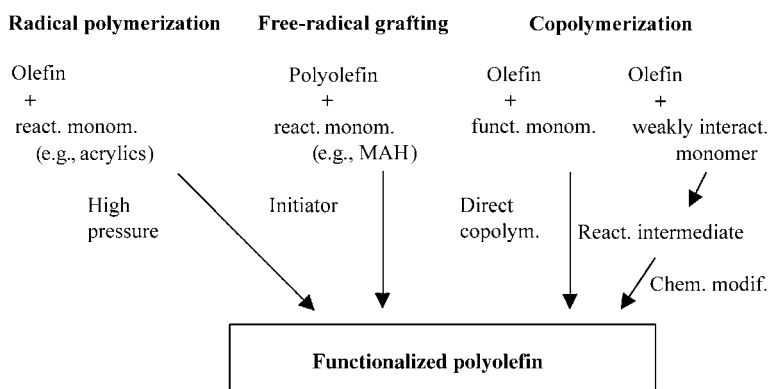 Radical polymerization
Free-radical grafting
Copolymerization
Olefin
+
react. monom.
(e.g., acrylics)
High
pressure
Polyolefin
+
react. monom.
(e.g., MAH)
Initiator
Olefin
+
funct. monom.
Direct
copolym.
Olefin
+
weakly interact.
monomer
React. intermediate
Chem. modif.
Functionalized polyolefin